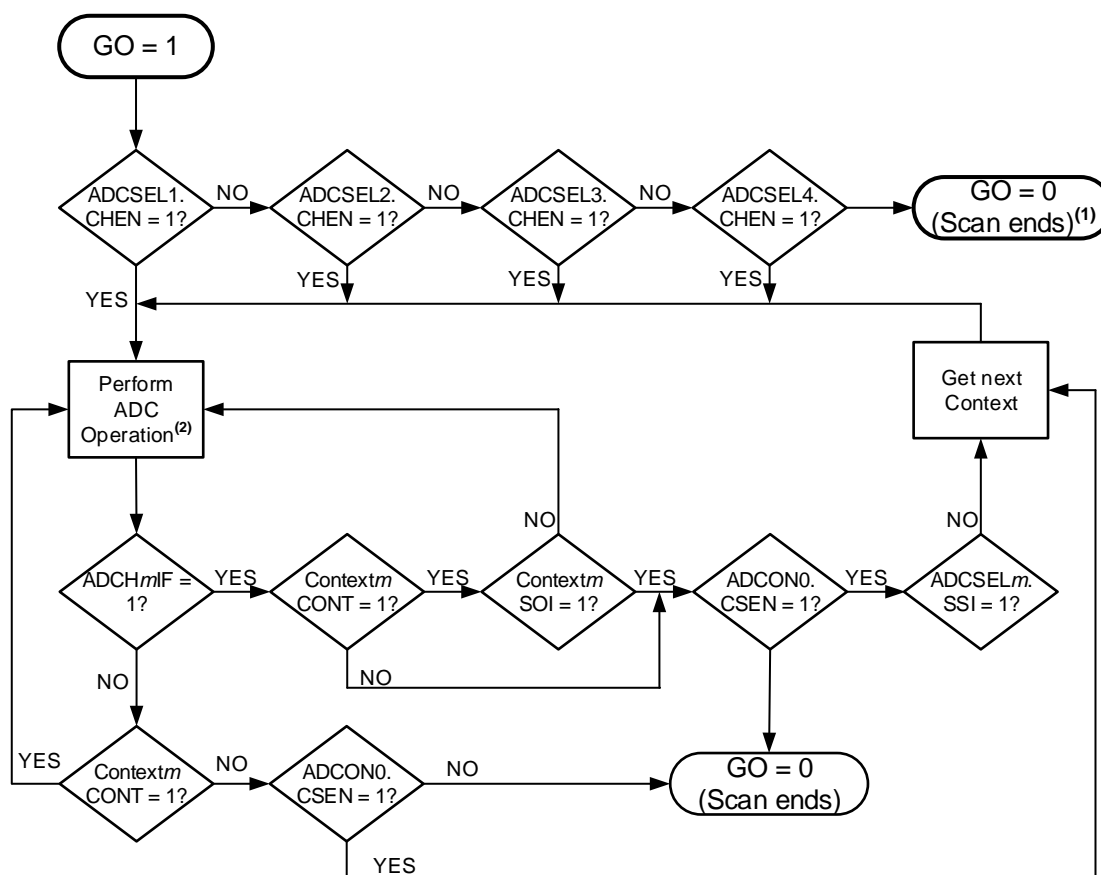 GO = 1
ADCSEL1.
CHEN = 1?
NO
ADCSEL2.
CHEN = 1?
NO
ADCSEL3.
CHEN = 1?
NO
ADCSEL4.
CHEN = 1?
GO = 0
(Scan ends)(1)
YES
YES
YES
YES
Perform
ADC
Operation(2)
Get next
Context
NO
NO
ADCHmIF =
1?
YES
Contextm
CONT = 1?
YES
Contextm
SOI = 1?
YES
ADCON0.
CSEN = 1?
YES
ADCSELm.
SSI = 1?
NO
NO
YES
Contextm
CONT = 1?
NO
ADCON0.
CSEN = 1?
NO
GO = 0
(Scan ends)
YES